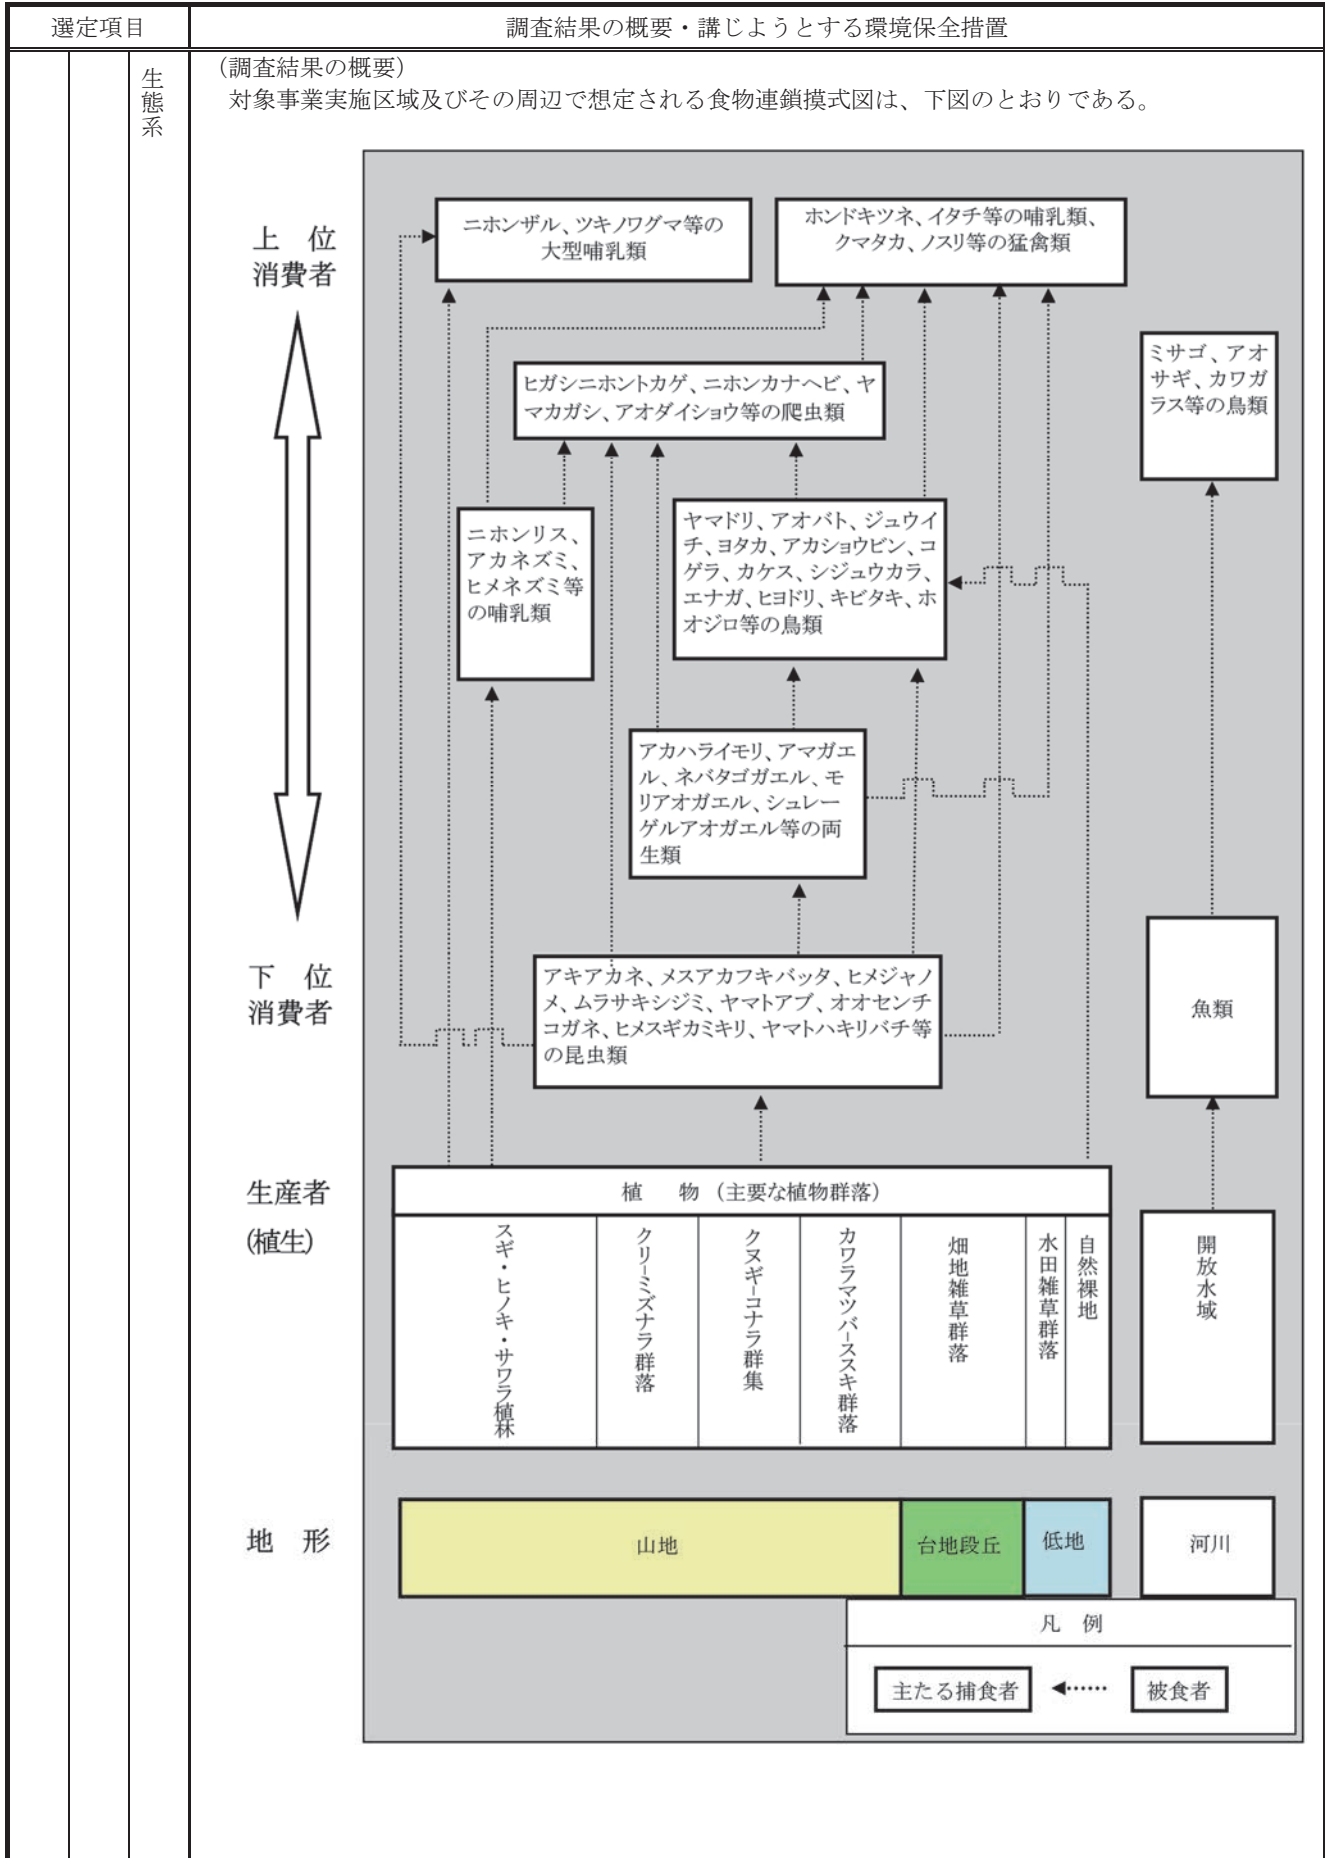 選定項目
調査結果の概要・講じようとする環境保全措置
生態系
（調査結果の概要）
対象事業実施区域及びその周辺で想定される食物連鎖摸式図は、下図のとおりである。
上　位
消費者
ニホンザル、ツキノワグマ等の
大型哺乳類
ホンドキツネ、イタチ等の哺乳類、
クマタカ、ノスリ等の猛禽類
ミサゴ、アオ
サギ、カワガ
ラス等の鳥類
ヒガシニホントカゲ、ニホンカナヘビ、ヤ
マカガシ、アオダイショウ等の爬虫類
ニホンリス、
アカネズミ、
ヒメネズミ等
の哺乳類
ヤマドリ、アオバト、ジュウイ
チ、ヨタカ、アカショウビン、コ
ゲラ、カケス、シジュウカラ、
エナガ、ヒヨドリ、キビタキ、ホ
オジロ等の鳥類
アカハライモリ、アマガエ
ル、ネバタゴガエル、モ
リアオガエル、シュレー
ゲルアオガエル等の両
生類
下　位
消費者
アキアカネ、メスアカフキバッタ、ヒメジャノ
メ、ムラサキシジミ、ヤマトアブ、オオセンチ
コガネ、ヒメスギカミキリ、ヤマトハキリバチ等
の昆虫類
魚類
生産者
(植生)
植　物（主要な植物群落）
スギ・ヒノキ・サワラ植林
クリ-ミズナラ群落
クヌギ-コナラ群集
カワラマツバ-ススキ群落
畑地雑草群落
水田雑草群落
自然裸地
開放水域
地　形
山地
台地段丘
低地
河川
凡　例
主たる捕食者
被食者